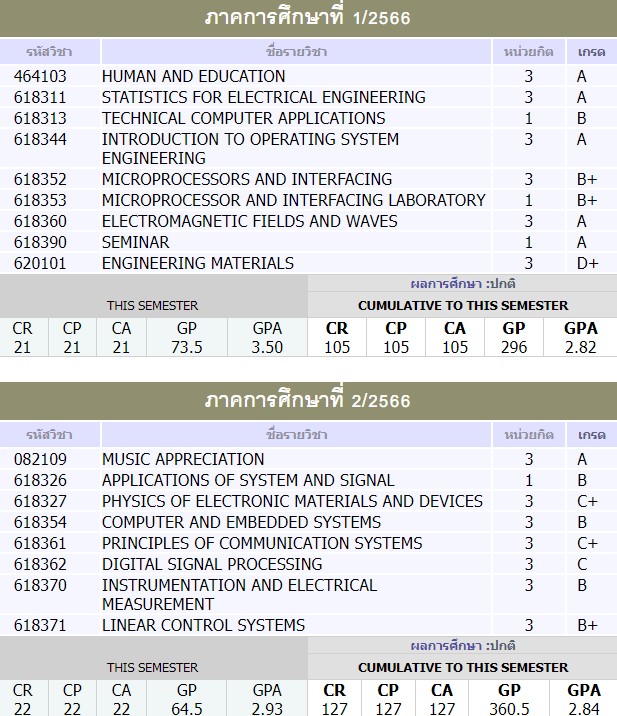 ภาคการศึกษาที่ 1/2566
รหัสวิชา ชื่อรายวิชา หน่วยกิต เกรด
464103 HUMAN AND EDUCATION 3 A
618311 STATISTICS FOR ELECTRICAL ENGINEERING 3 A
618313 TECHNICAL COMPUTER APPLICATIONS 1 B
618344 INTRODUCTION TO OPERATING SYSTEM 3 A
ENGINEERING
618352 MICROPROCESSORS AND INTERFACING 3 B+
618353 MICROPROCESSOR AND INTERFACING LABORATORY 1 B+
618360 ELECTROMAGNETIC FIELDS AND WAVES 3 A
618390 SEMINAR 1 A
620101 ENGINEERING MATERIALS 3 D+
ผลการศึกษา :ปกติ
THIS SEMESTER CUMULATIVE TO THIS SEMESTER
CR CP CA GP GPA CR CP CA GP GPA
21 21 21 73.5 3.50 105 105 105 296 2.82
ภาคการศึกษาที่ 2/2566
รหัสวิชา ชื่อรายวิชา หน่วยกิต เกรด
082109 MUSIC APPRECIATION 3 A
618326 APPLICATIONS OF SYSTEM AND SIGNAL 1 B
618327 PHYSICS OF ELECTRONIC MATERIALS AND DEVICES 3 C+
618354 COMPUTER AND EMBEDDED SYSTEMS 3 B
618361 PRINCIPLES OF COMMUNICATION SYSTEMS 3 C+
618362 DIGITAL SIGNAL PROCESSING 3 C
618370 INSTRUMENTATION AND ELECTRICAL 3 B
MEASUREMENT
618371 LINEAR CONTROL SYSTEMS 3 B+
ผลการศึกษา :ปกติ
THIS SEMESTER CUMULATIVE TO THIS SEMESTER
CR CP CA GP GPA CR CP CA GP GPA
22 22 22 64.5 2.93 127 127 127 360.5 2.84